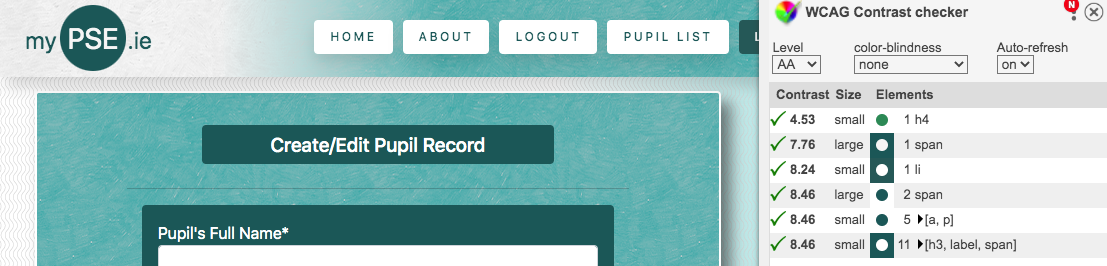 my PSE .ie
HOME ABOUT LOGOUT PUPIL LIST L
Create/Edit Pupil Record
Pupil's Full Name*
WCAG Contrast checker
N
Level color-blindness Auto-refresh
AA none on
Contrast Size Elements
4.53 small 1 h4
7.76 large 1 span
8.24 small 1 li
8.46 large 2 span
8.46 small 5 [a, p]
8.46 small 11 [h3, label, span]